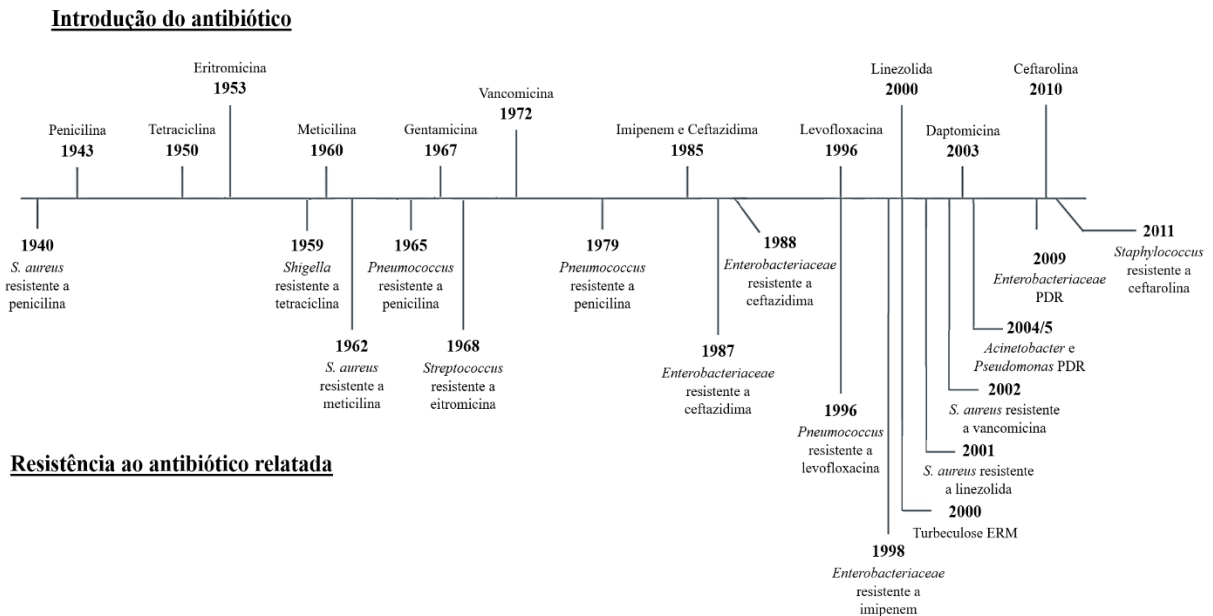 Introdução do antibiótico
Eritromicina
1953
Linezolida
2000
Ceftarolina
2010
Vancomicina
1972
Penicilina
1943
Tetraciclina
1950
Meticilina
1960
Gentamicina
1967
Imipenem e Ceftazidima
1985
Levofloxacina
1996
Daptomicina
2003
1940
S. aureus
resistente a
penicilina
1959
Shigella
resistente a
tetraciclina
1965
Pneumococcus
resistente a
penicilina
1979
Pneumococcus
resistente a
penicilina
1988
Enterobacteriaceae
resistente a
ceftazidima
2009
Enterobacteriaceae
PDR
2011
Staphylococcus
resistente a
ceftarolina
1962
S. aureus
resistente a
meticilina
1968
Streptococcus
resistente a
eitromicina
1987
Enterobacteriaceae
resistente a
ceftazidima
2004/5
Acinetobacter e
Pseudomonas PDR
2002
S. aureus resistente
a vancomicina
1996
Pneumococcus
resistente a
levofloxacina
2001
S. aureus resistente
a linezolida
Resistência ao antibiótico relatada
2000
Turbeculose ERM
1998
Enterobacteriaceae
resistente a
imipenem